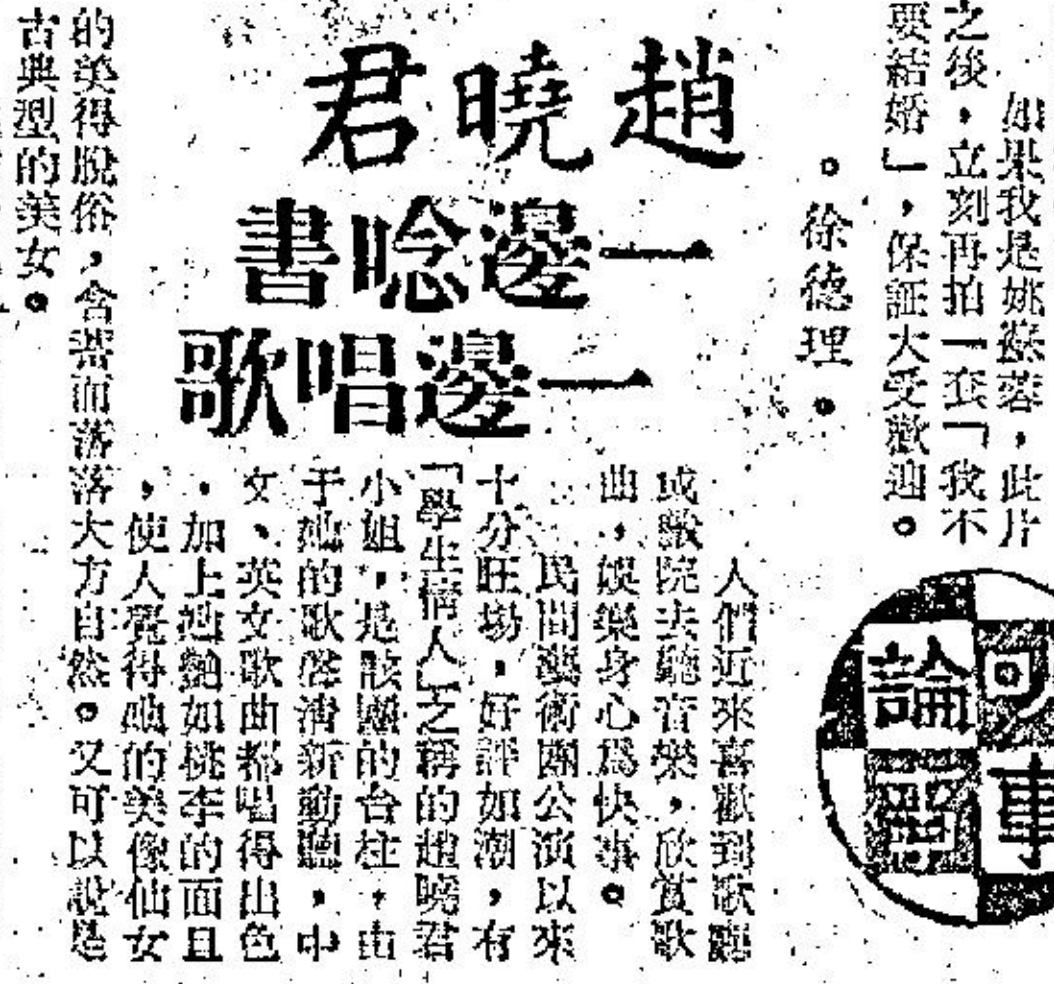 如果我是姚蘇蓉，此片
之後，立刻再拍一套「我不
要結婚」，保証大受歡迎。
。徐德理。
趙曉君
一邊唸書
一邊唱歌
人們近來喜歡到歌廳
或歌院去聽音樂，欣賞歌
曲，娛樂身心為快事。
民間藝術團公演以來
十分旺場，好評如潮，有
「學生情人」之稱的趙曉君
小姐，是該團的台柱，由
于她的歌喉清新動聽，中
文、英文歌曲都唱得出色
，加上她艷如桃李的面且
，使人覺得她的美像仙女
的美得脫俗，含蓄而落落大方自然。又可以說是
古典型的美女。
論
事